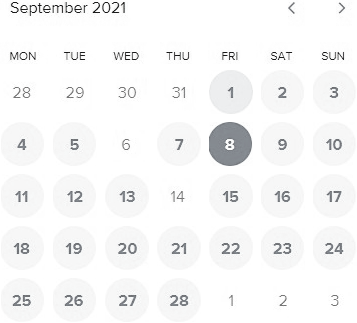 September 2021
MON TUE WED THU FRI SAT SUN
28 29 30 31 1 2 3
4 5 6 7 8 9 10
11 12 13 14 15 16 17
18 19 20 21 22 23 24
25 26 27 28 1 2 3